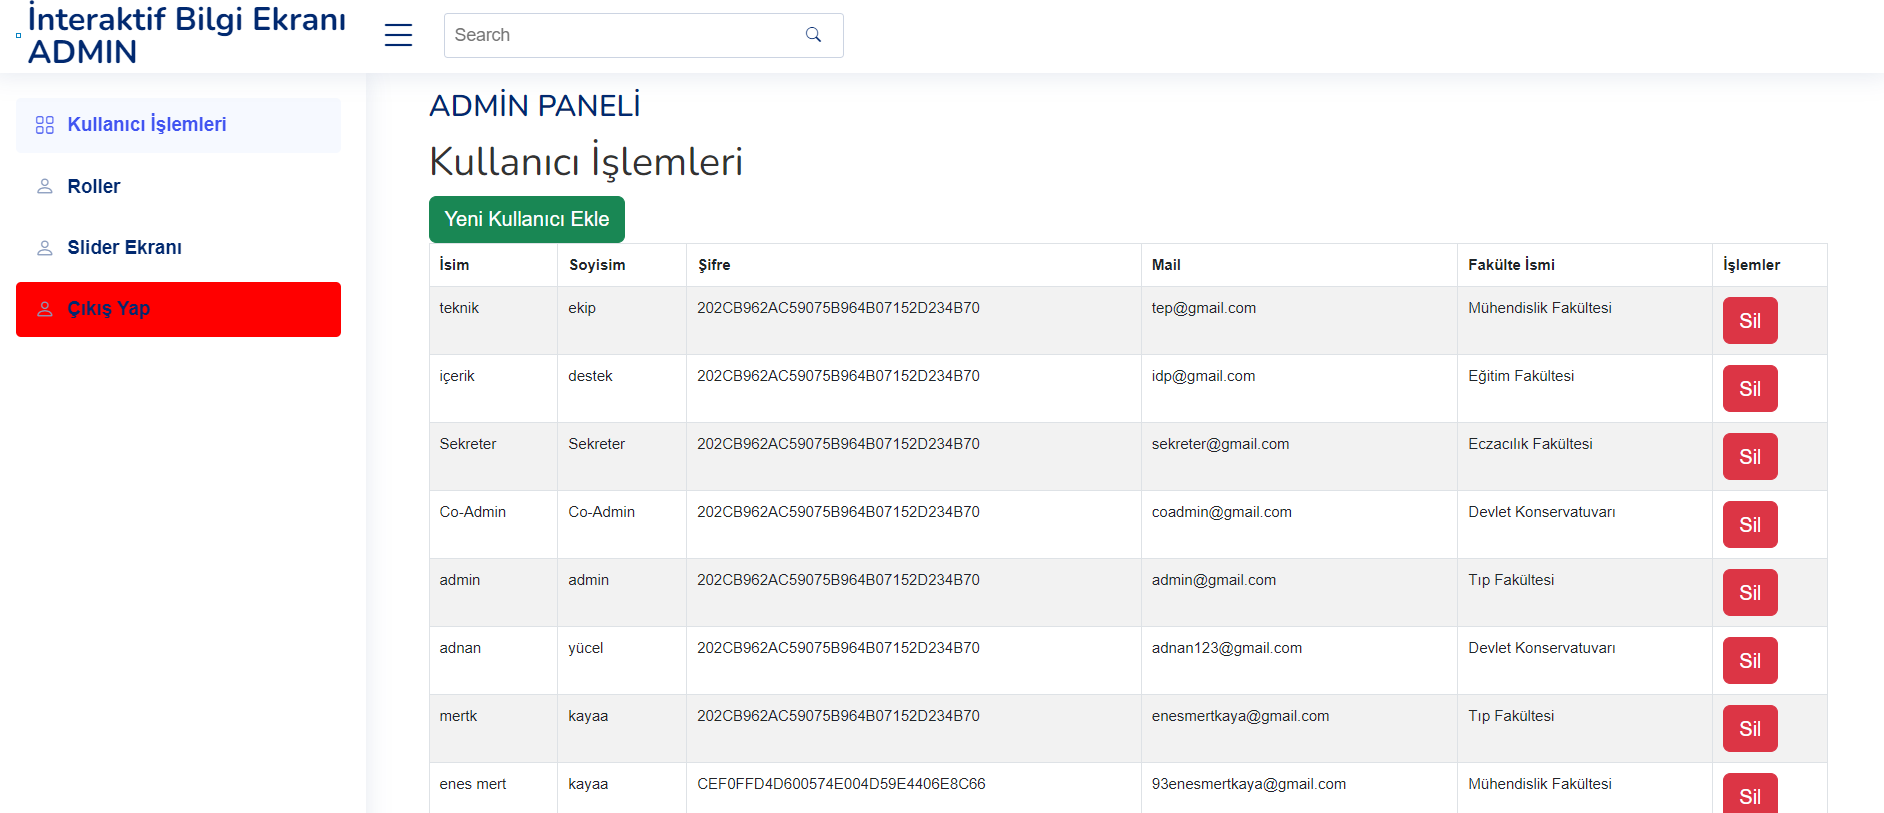 İnteraktif Bilgi Ekranı
ADMIN
Search
Kullanıcı İşlemleri
Roller
Slider Ekranı
Çıkış Yap
ADMİN PANELİ
Kullanıcı İşlemleri
Yeni Kullanıcı Ekle
İsim Soyisim Şifre Mail Fakülte İsmi İşlemler
teknik ekip 202CB962AC59075B964B07152D234B70 tep@gmail.com Mühendislik Fakültesi Sil
içerik destek 202CB962AC59075B964B07152D234B70 idp@gmail.com Eğitim Fakültesi Sil
Sekreter Sekreter 202CB962AC59075B964B07152D234B70 sekreter@gmail.com Eczacılık Fakültesi Sil
Co-Admin Co-Admin 202CB962AC59075B964B07152D234B70 coadmin@gmail.com Devlet Konservatuvarı Sil
admin admin 202CB962AC59075B964B07152D234B70 admin@gmail.com Tıp Fakültesi Sil
adnan yücel 202CB962AC59075B964B07152D234B70 adnan123@gmail.com Devlet Konservatuvarı Sil
mertk kayaa 202CB962AC59075B964B07152D234B70 enesmertkaya@gmail.com Tıp Fakültesi Sil
enes mert kayaa CEF0FFD4D600574E004D59E4406E8C66 93enesmertkaya@gmail.com Mühendislik Fakültesi Sil